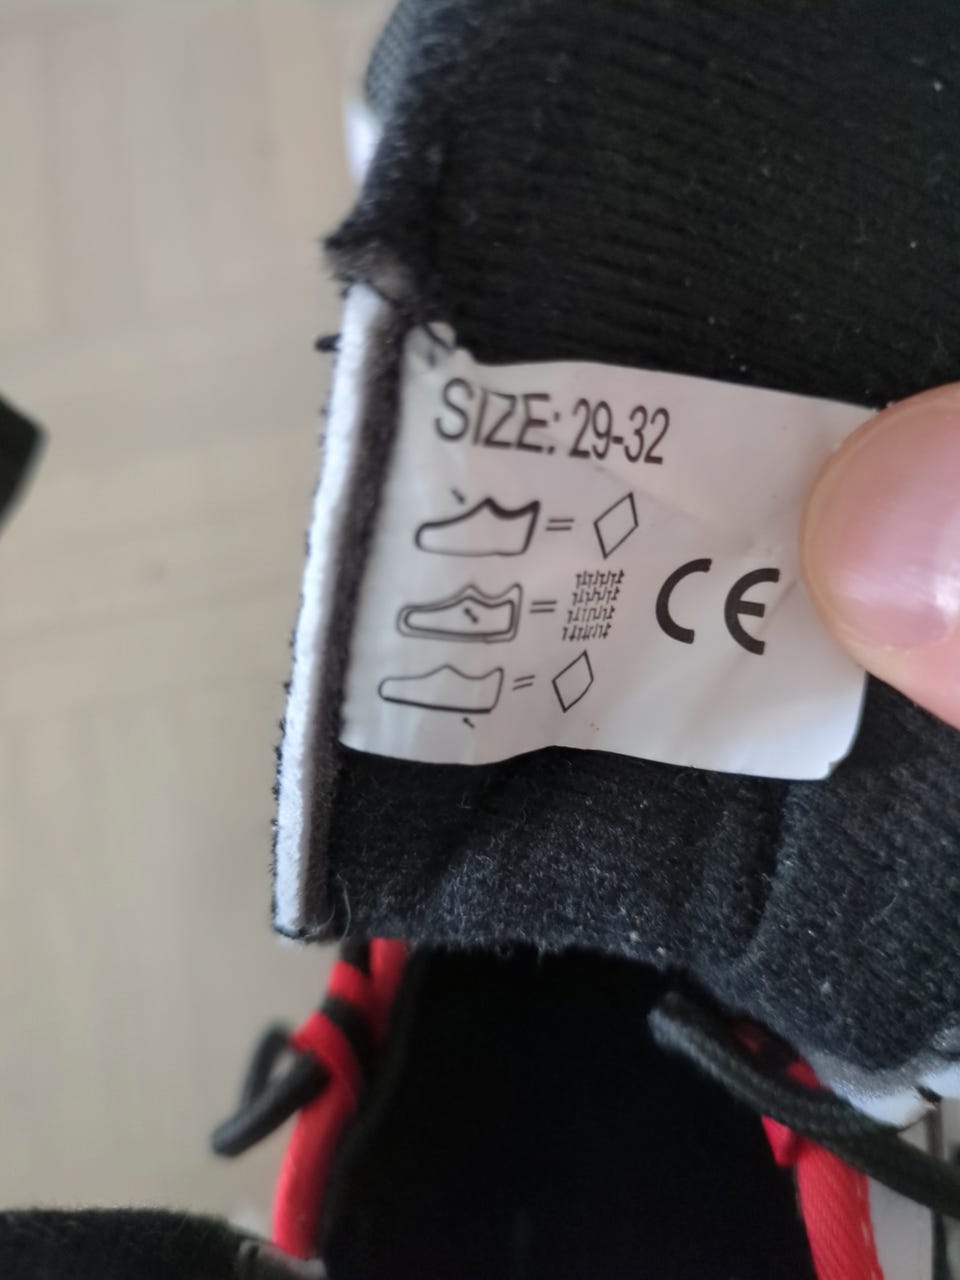 SIZE: 29-32
=
=
CE
=